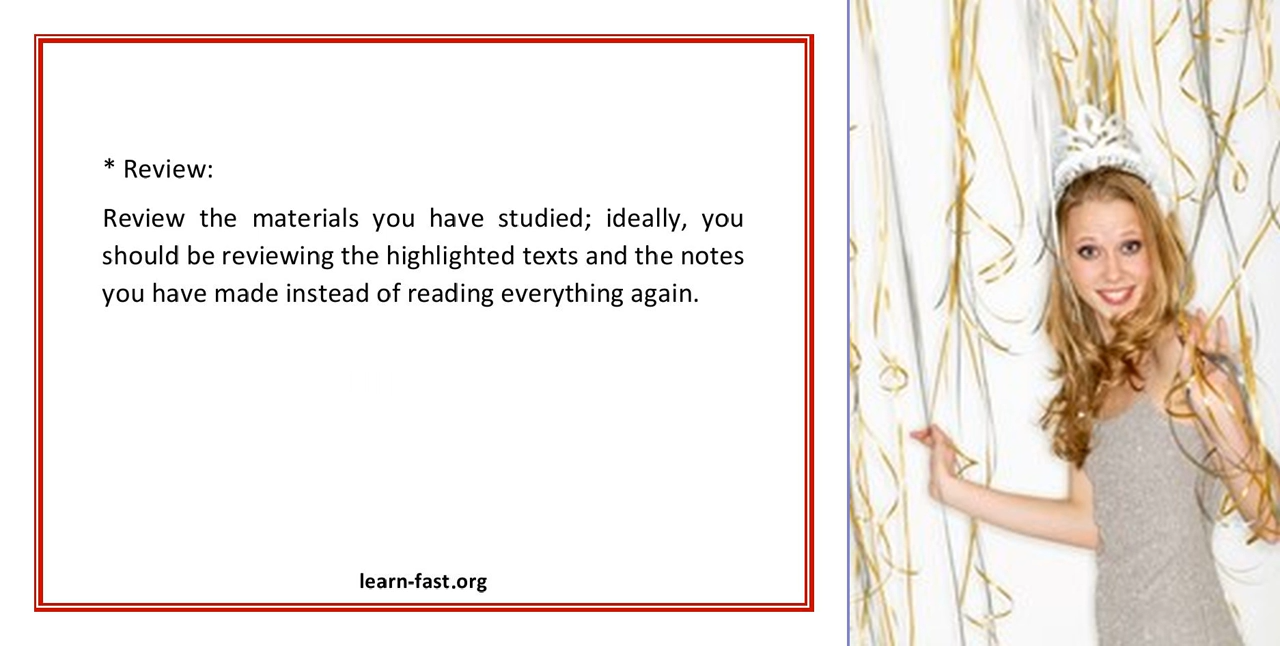 * Review:
Review the materials you have studied; ideally, you
should be reviewing the highlighted texts and the notes
you have made instead of reading everything again.
learn-fast.org